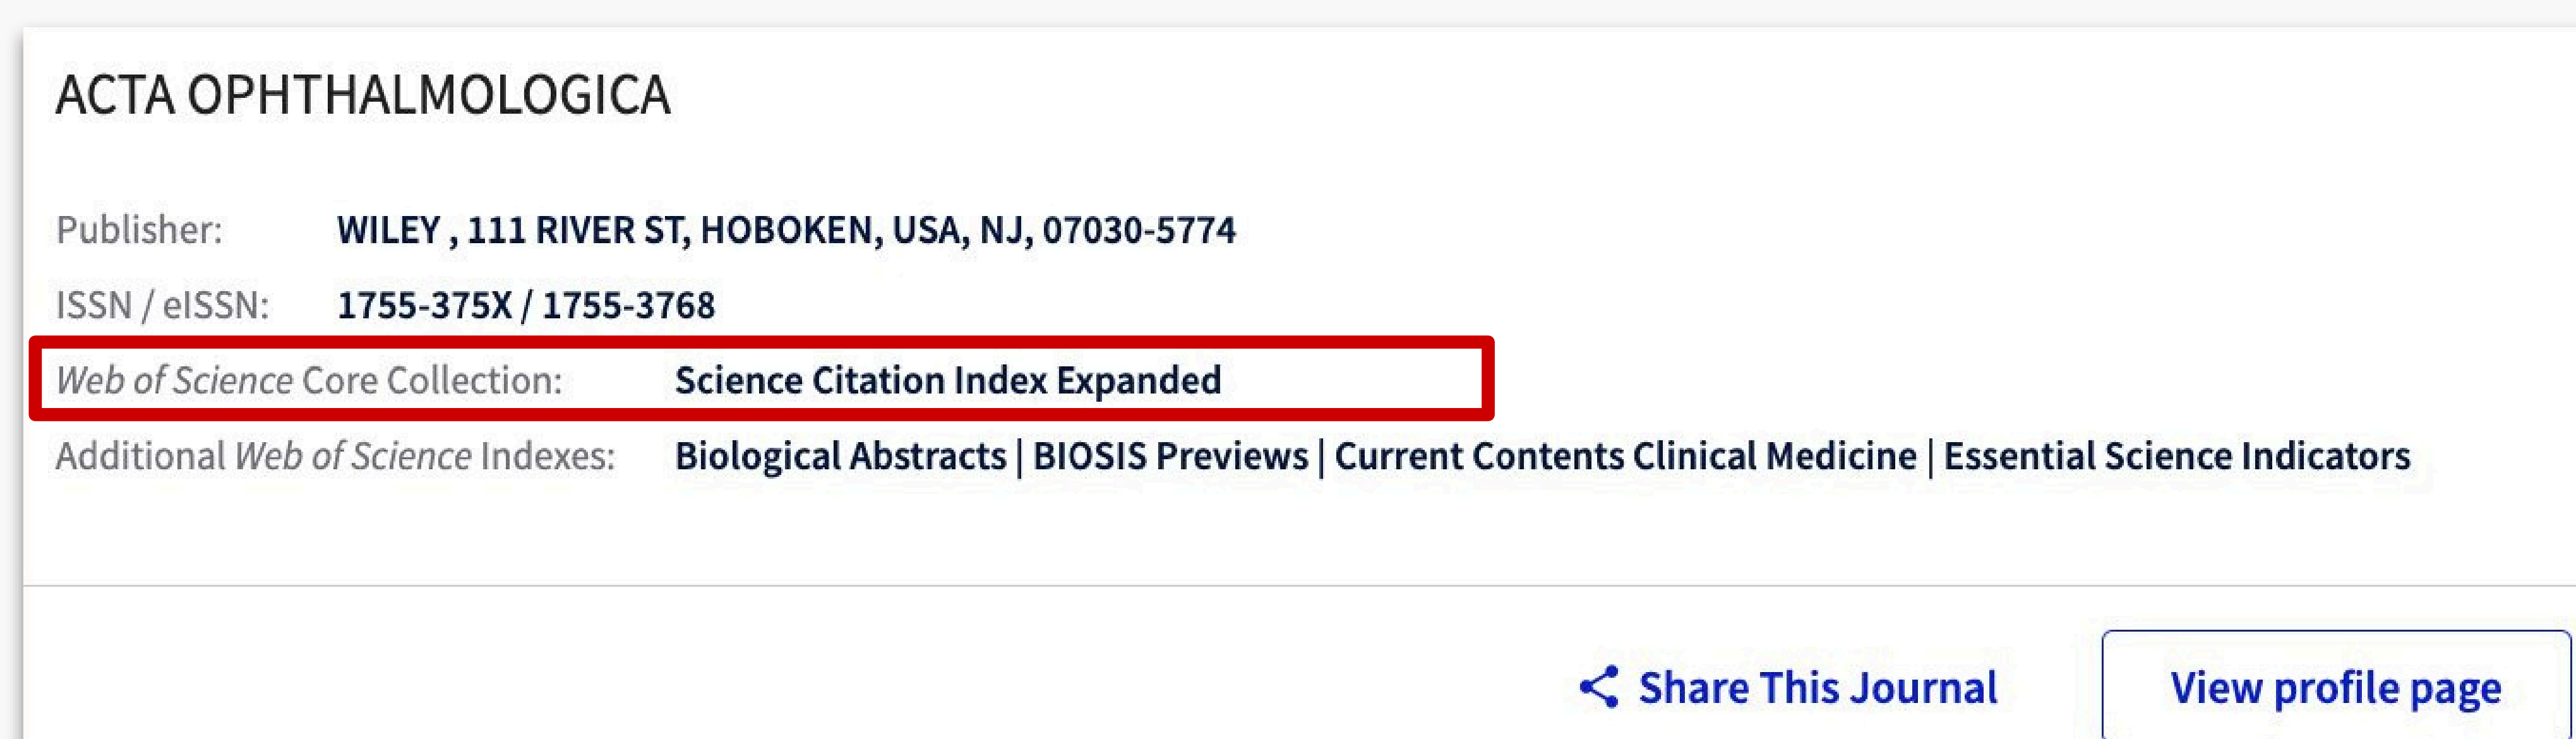 ACTA OPHTHALMOLOGICA
Publisher: WILEY , 111 RIVER ST, HOBOKEN, USA, NJ, 07030-5774
ISSN / eISSN: 1755-375X / 1755-3768
Web of Science Core Collection: Science Citation Index Expanded
Additional Web of Science Indexes: Biological Abstracts | BIOSIS Previews | Current Contents Clinical Medicine | Essential Science Indicators
Share This Journal
View profile page